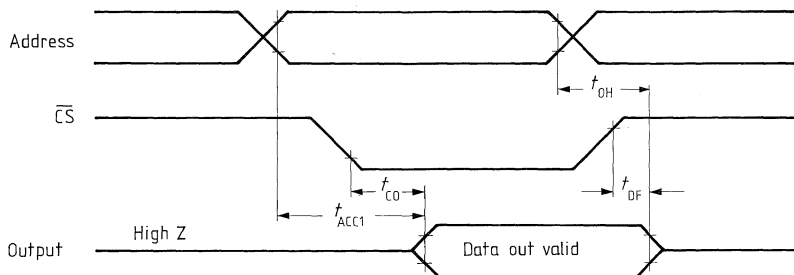 Address
t OH
CS
t CO
t DF
t ACC1
High Z
Output
Data out valid